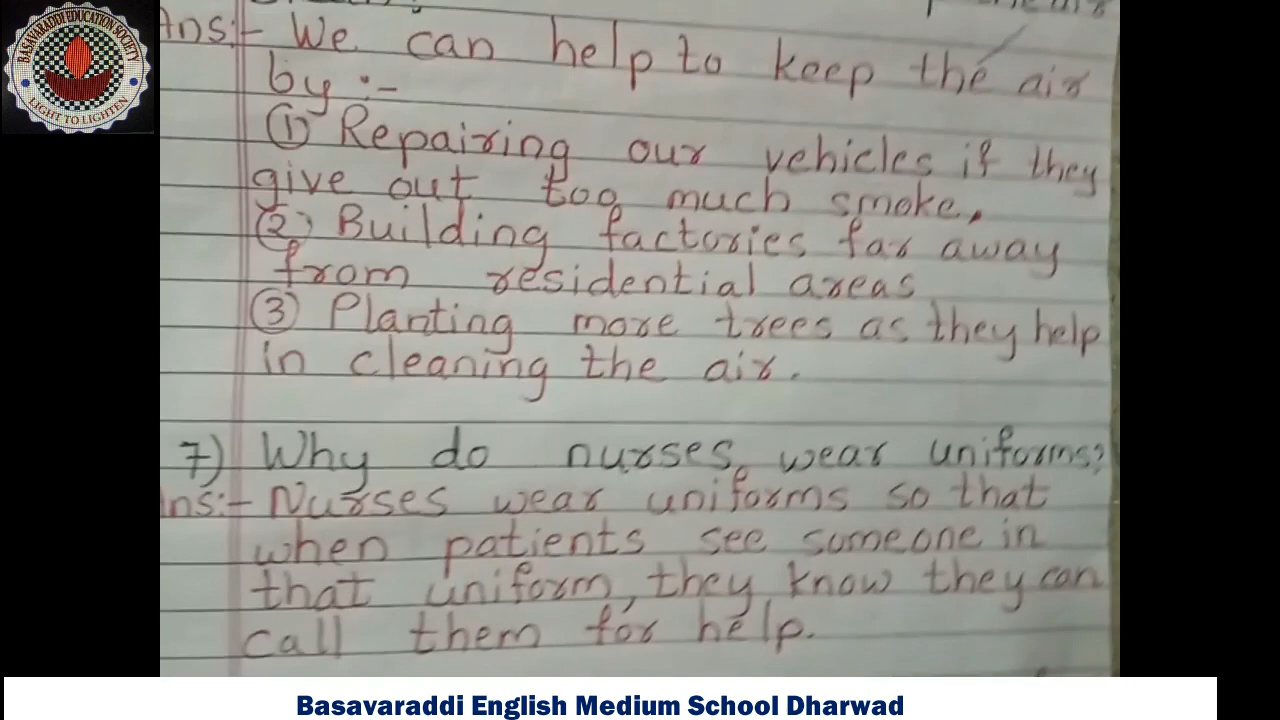 BASAVARADDI EDUCATION SOCIETY
LIGHT TO LIGHTEN
Ans:- We can help to keep the air
by :-
(1) Repairing our vehicles if they
give out too much smoke.
(2) Building factories far away
from residential areas
(3) Planting more trees as they help
in cleaning the air.
7) Why do nurses wear uniforms?
Ans:- Nurses wear uniforms so that
when patients see someone in
that uniform, they know they can
call them for help.
Basavaraddi English Medium School Dharwad